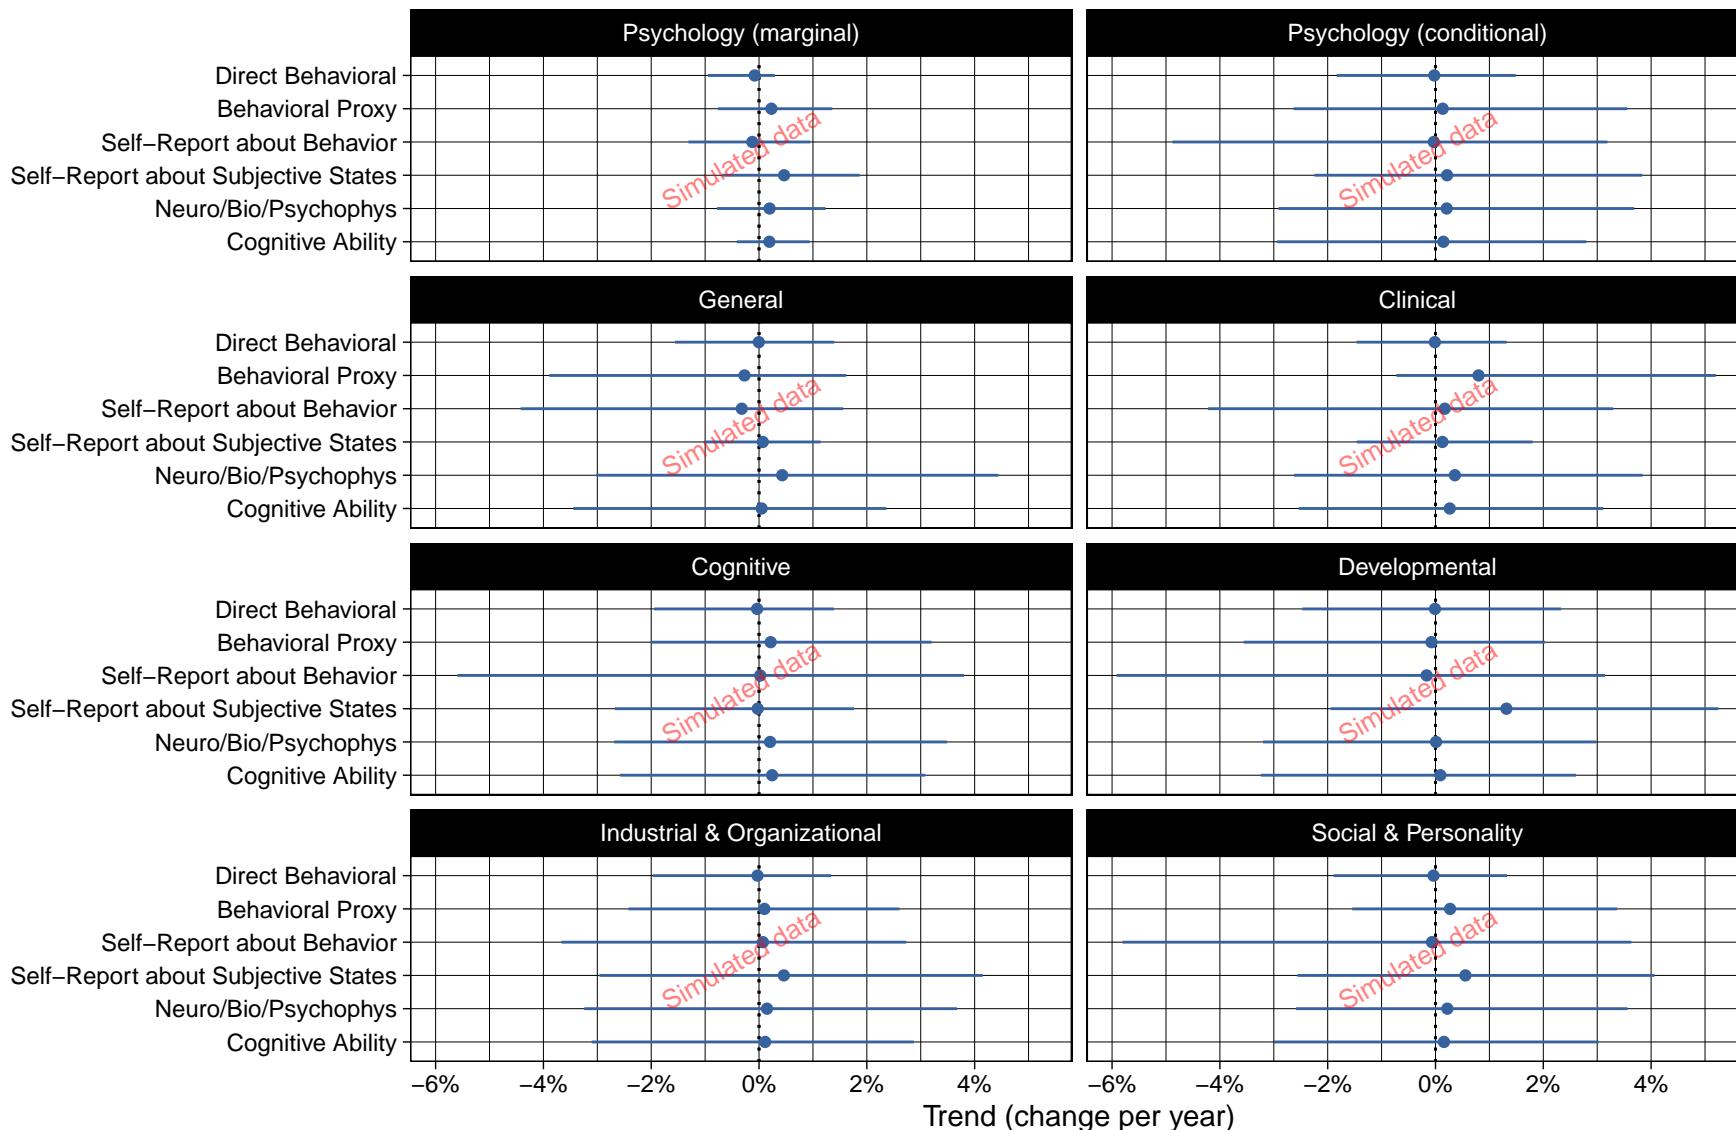 Psychology (marginal)
Psychology (conditional)
Direct Behavioral
Behavioral Proxy
Self−Report about Behavior
Self−Report about Subjective States
Neuro/Bio/Psychophys
Cognitive Ability
Simulated data
Simulated data
General
Clinical
Direct Behavioral
Behavioral Proxy
Self−Report about Behavior
Self−Report about Subjective States
Neuro/Bio/Psychophys
Cognitive Ability
Simulated data
Simulated data
Cognitive
Developmental
Direct Behavioral
Behavioral Proxy
Self−Report about Behavior
Self−Report about Subjective States
Neuro/Bio/Psychophys
Cognitive Ability
Simulated data
Simulated data
Industrial & Organizational
Social & Personality
Direct Behavioral
Behavioral Proxy
Self−Report about Behavior
Self−Report about Subjective States
Neuro/Bio/Psychophys
Cognitive Ability
Simulated data
Simulated data
−6% −4% −2% 0% 2% 4%
−6% −4% −2% 0% 2% 4%
Trend (change per year)